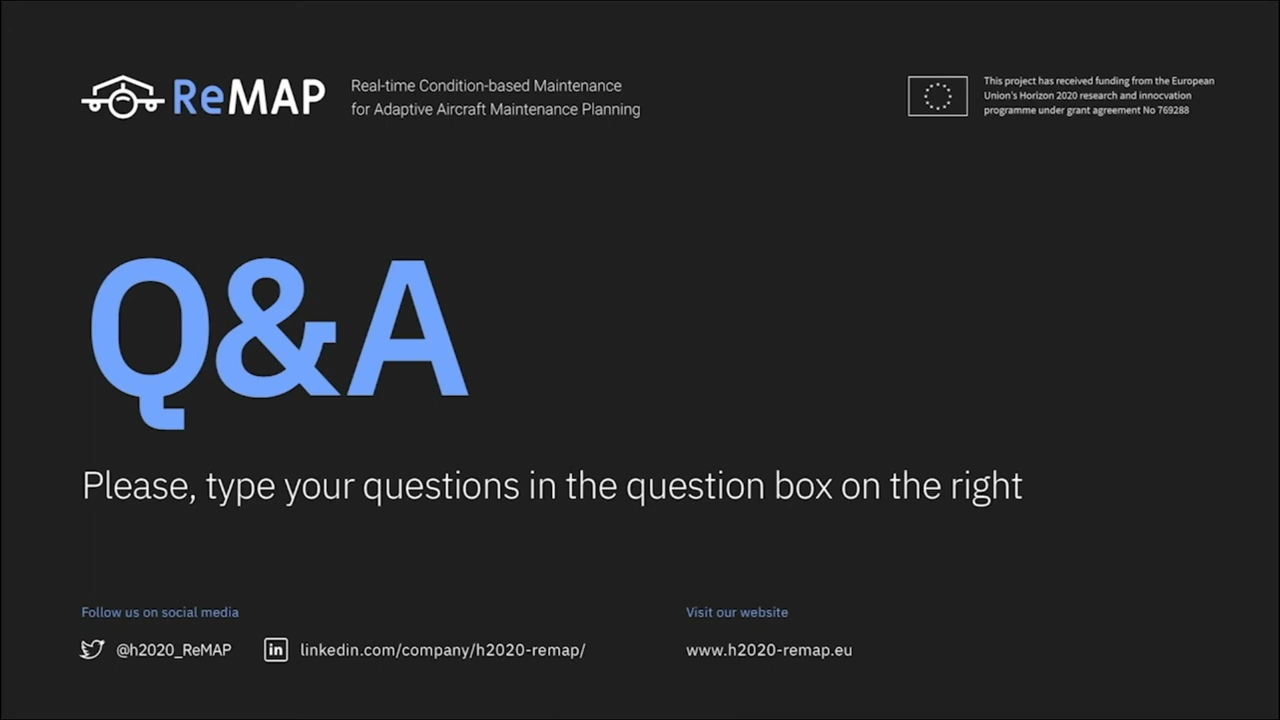 ReMAP
Real-time Condition-based Maintenance
for Adaptive Aircraft Maintenance Planning
This project has received funding from the European
Union's Horizon 2020 research and innocvation
programme under grant agreement No 769288
Q&A
Please, type your questions in the question box on the right
Follow us on social media
@h2020_ReMAP
in linkedin.com/company/h2020-remap/
Visit our website
www.h2020-remap.eu